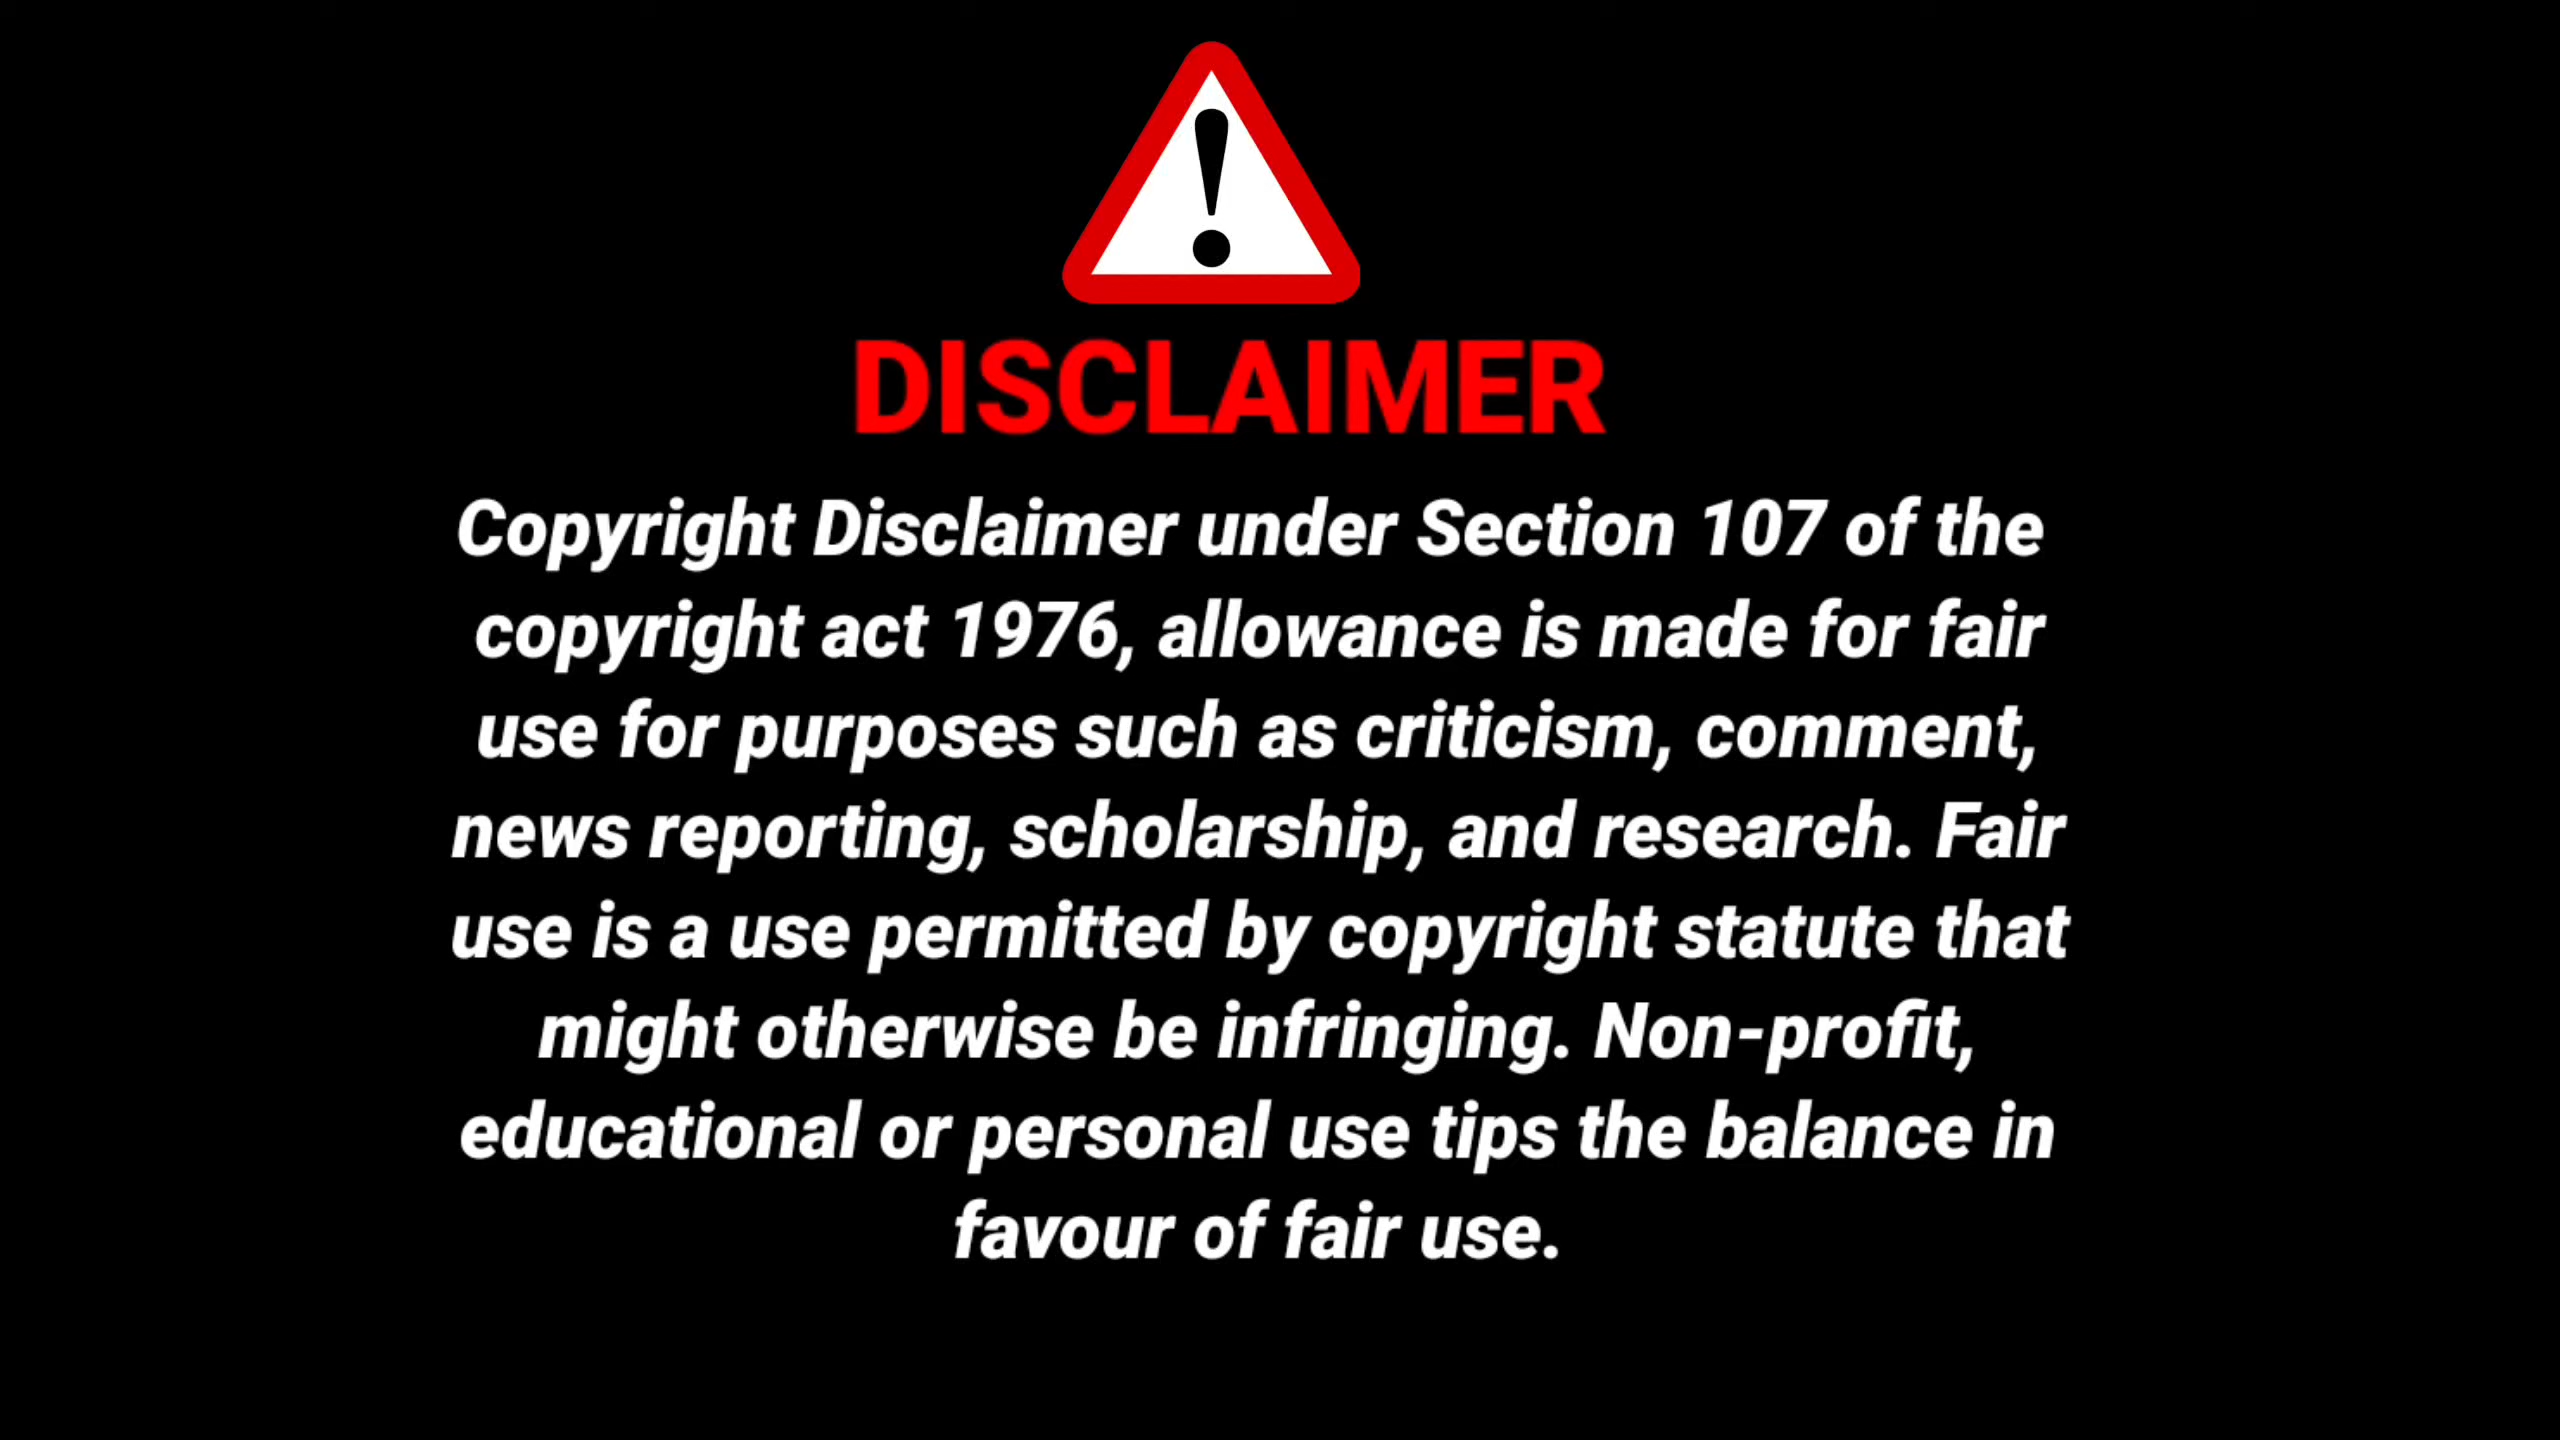 DISCLAIMER
Copyright Disclaimer under Section 107 of the
copyright act 1976, allowance is made for fair
use for purposes such as criticism, comment,
news reporting, scholarship, and research. Fair
use is a use permitted by copyright statute that
might otherwise be infringing. Non-profit,
educational or personal use tips the balance in
favour of fair use.